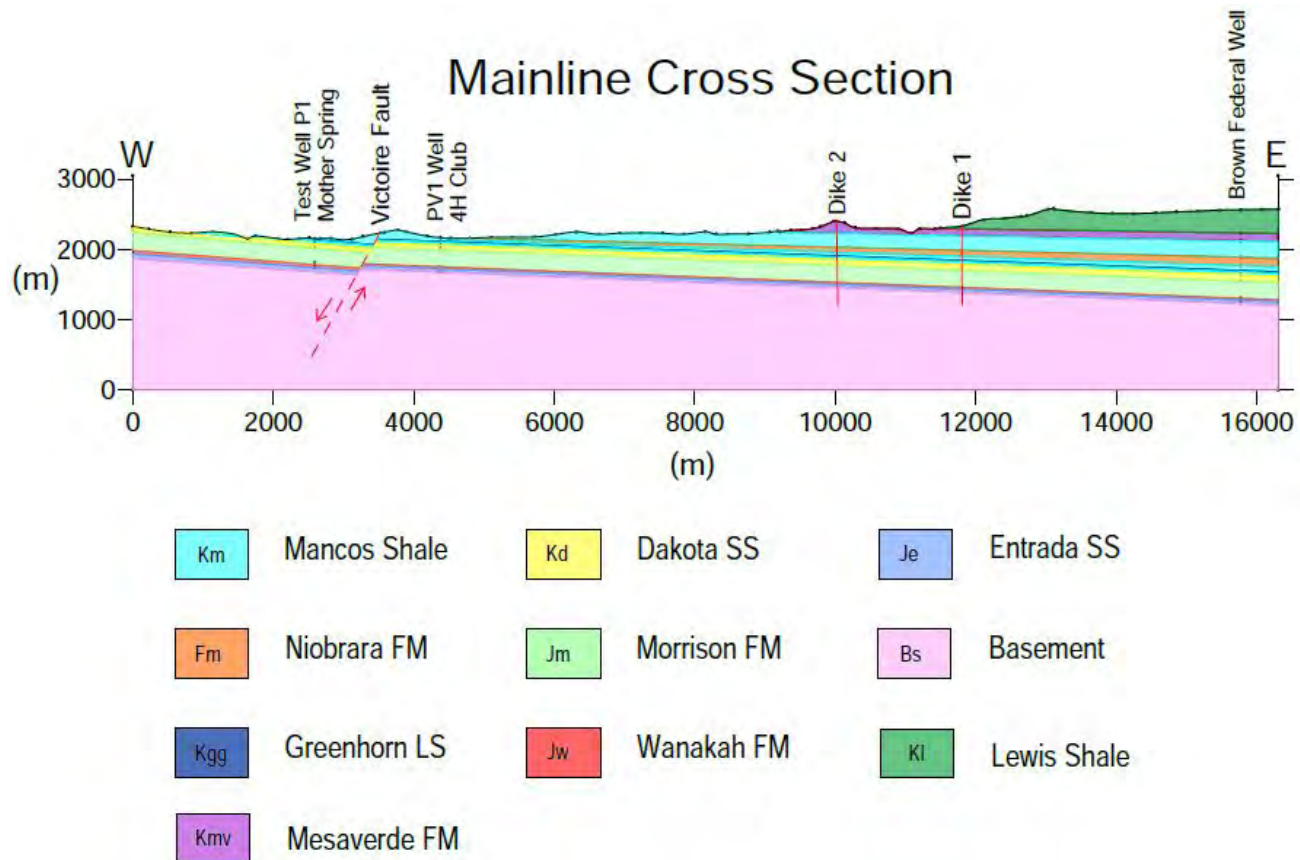 Mainline Cross Section
W
Test Well P1
Mother Spring
Victoire Fault
PV1 Well
4H Club
Dike 2
Dike 1
Brown Federal Well
E
3000
2000
(m)
1000
0
0 2000 4000 6000 8000 10000 12000 14000 16000
(m)
Km Mancos Shale Kd Dakota SS Je Entrada SS
Fm Niobrara FM Jm Morrison FM Bs Basement
Kgg Greenhorn LS Jw Wanakah FM Kl Lewis Shale
Kmv Mesaverde FM